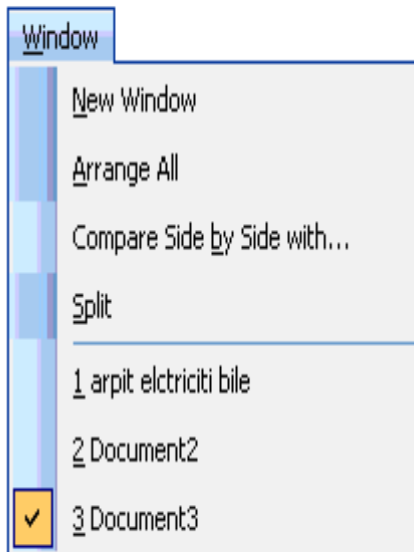 Window
New Window
Arrange All
Compare Side by Side with...
Split
1 arpit elctriciti bile
2 Document2
3 Document3